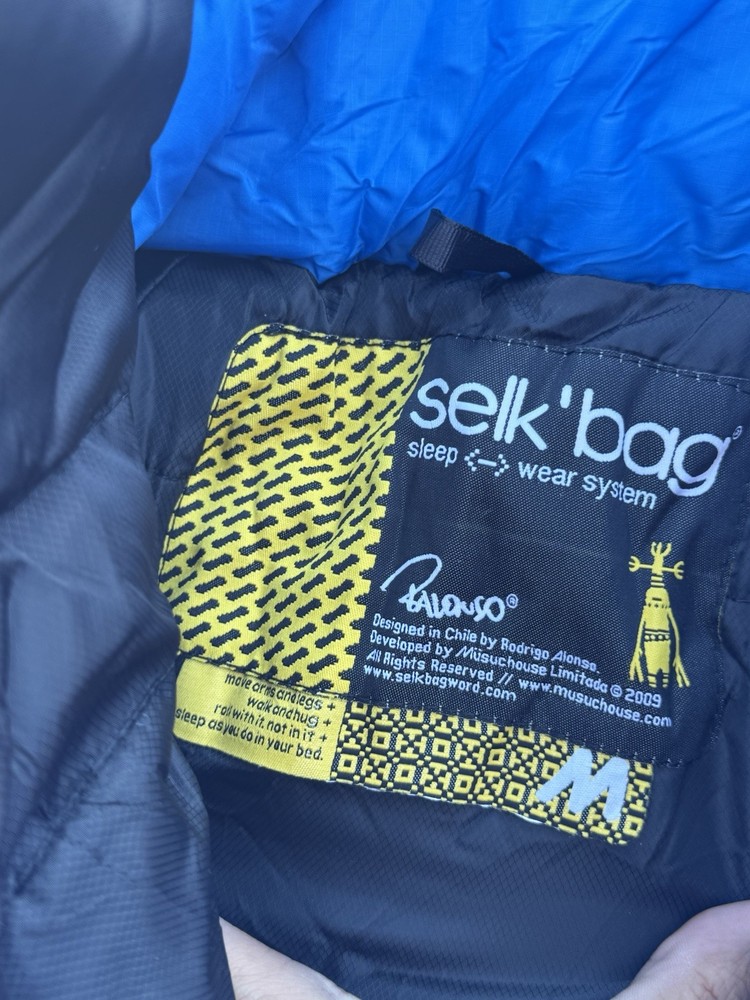 selk'bag®
sleep <--> wear system
RALONSO®
Designed in Chile by Rodrigo Alonso.
Developed by Müsuchouse Limitada © 2009
All Rights Reserved // www.musuchouse.com
www.selkbagword.com
move arms and legs +
walk and hug +
roll with it not in it +
sleep as you do in your bed.
M